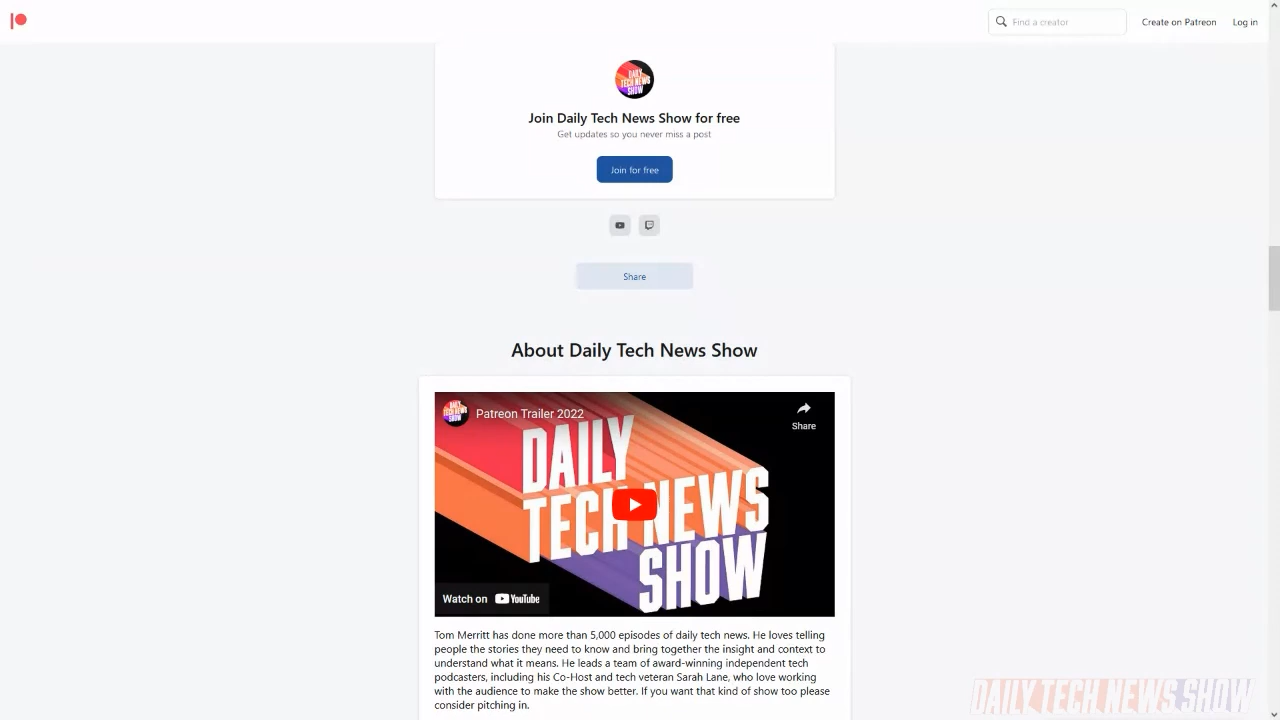 Find a creator
Create on Patreon
Log in
DAILY
TECH NEWS
SHOW
Join Daily Tech News Show for free
Get updates so you never miss a post
Join for free
Share
About Daily Tech News Show
DAILY
TECH NEWS
SHOW
Patreon Trailer 2022
Share
DAILY
TECH NEWS
SHOW
Watch on YouTube
Tom Merritt has done more than 5,000 episodes of daily tech news. He loves telling
people the stories they need to know and bring together the insight and context to
understand what it means. He leads a team of award-winning independent tech
podcasters, including his Co-Host and tech veteran Sarah Lane, who love working
with the audience to make the show better. If you want that kind of show too please
consider pitching in.
DAILY TECH NEWS SHOW